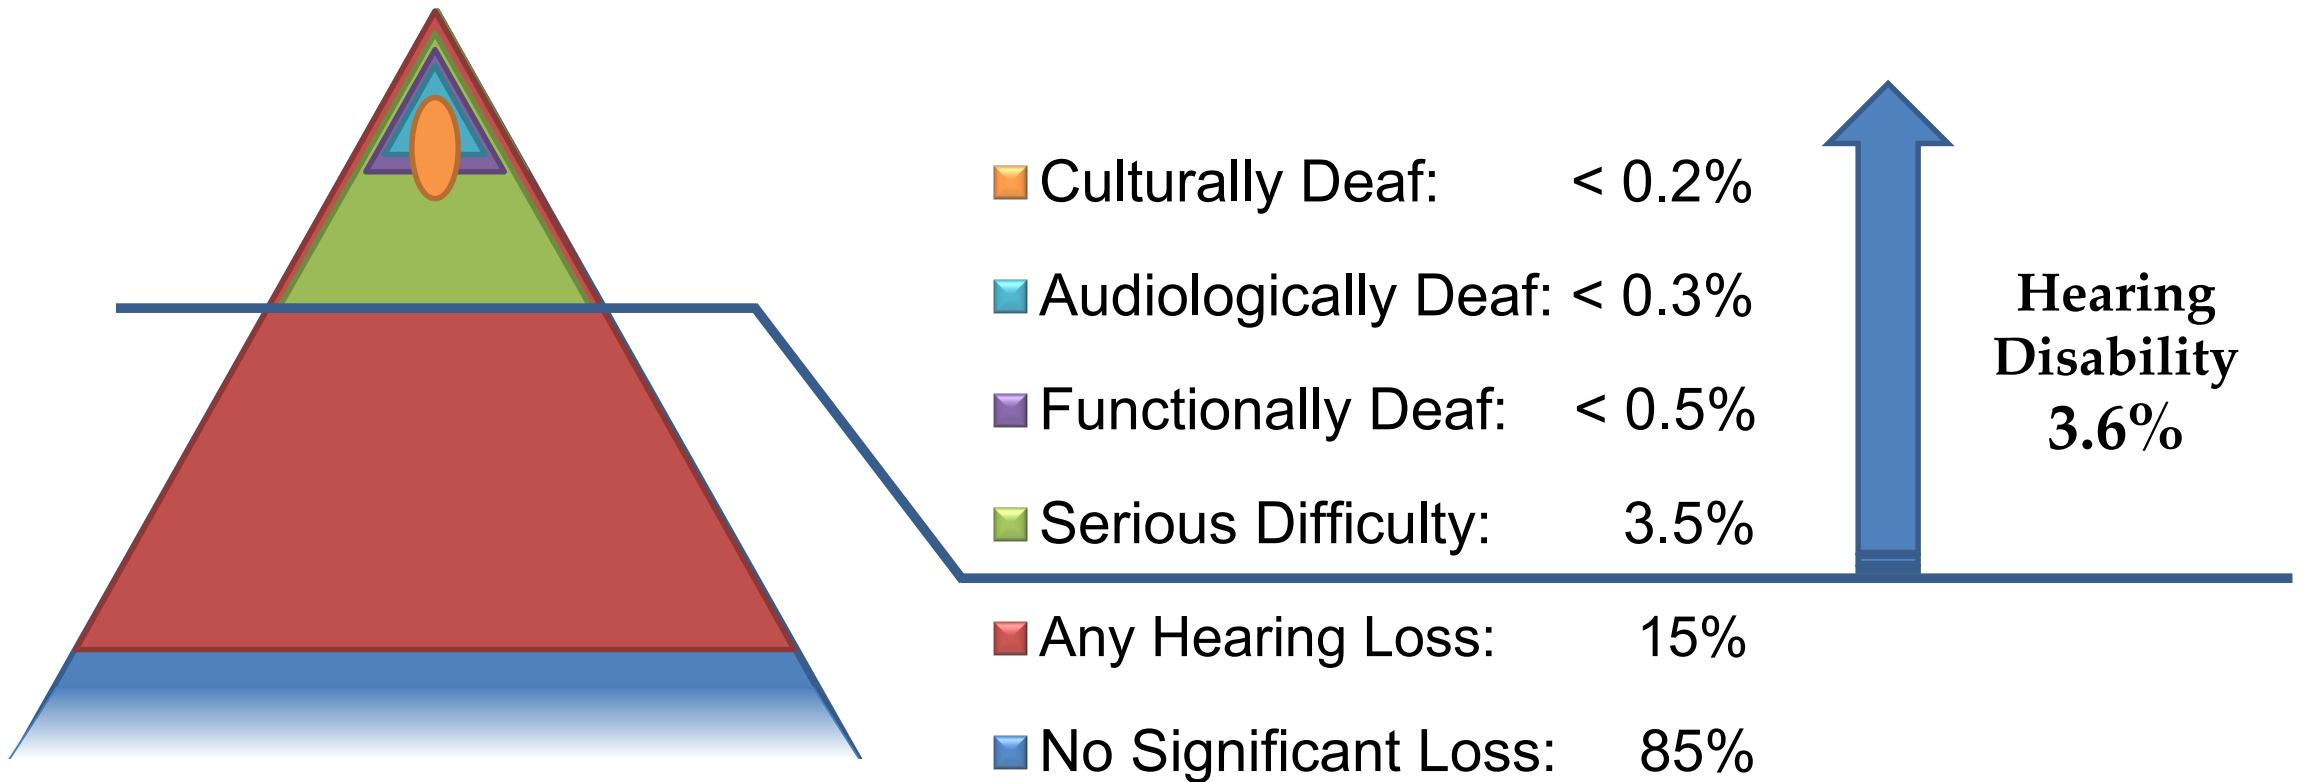 Culturally Deaf: < 0.2%
Audiologically Deaf: < 0.3%
Functionally Deaf: < 0.5%
Serious Difficulty: 3.5%
Any Hearing Loss: 15%
No Significant Loss: 85%
Hearing
Disability
3.6%